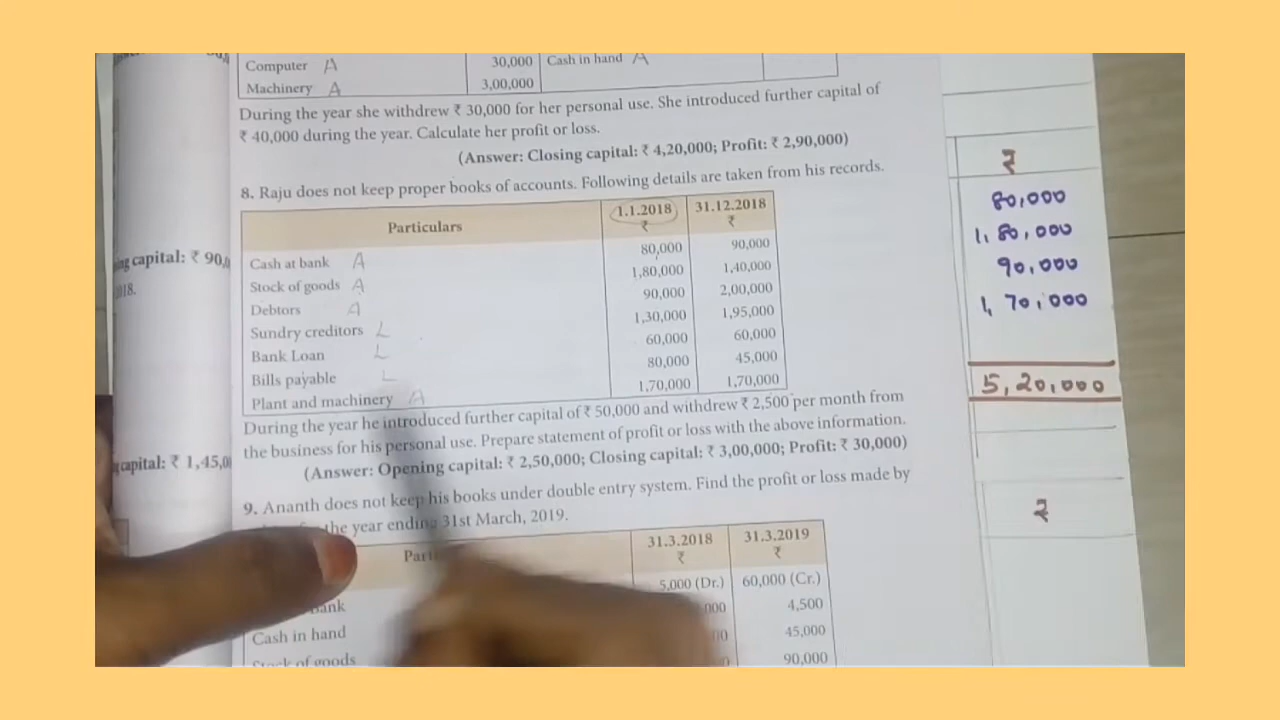 Computer A 30,000 Cash in hand A
Machinery A 3,00,000
During the year she withdrew ₹ 30,000 for her personal use. She introduced further capital of
₹ 40,000 during the year. Calculate her profit or loss.
(Answer: Closing capital: ₹ 4,20,000; Profit: ₹ 2,90,000)
8. Raju does not keep proper books of accounts. Following details are taken from his records.
Particulars 1.1.2018 ₹ 31.12.2018 ₹
Cash at bank A 80,000 90,000
Stock of goods A 1,80,000 1,40,000
Debtors A 90,000 2,00,000
Sundry creditors L 1,30,000 1,95,000
Bank Loan L 60,000 60,000
Bills payable L 80,000 45,000
Plant and machinery A 1,70,000 1,70,000
During the year he introduced further capital of ₹ 50,000 and withdrew ₹ 2,500 per month from
the business for his personal use. Prepare statement of profit or loss with the above information.
(Answer: Opening capital: ₹ 2,50,000; Closing capital: ₹ 3,00,000; Profit: ₹ 30,000)
9. Ananth does not keep his books under double entry system. Find the profit or loss made by
the year ending 31st March, 2019.
31.3.2018 ₹ 31.3.2019 ₹
5,000 (Dr.) 60,000 (Cr.)
4,500
Cash in hand 45,000
of goods 90,000
capital: ₹ 90,
2018.
capital: ₹ 1,45,0
₹
80,000
1,80,000
90,000
1,70,000
5,20,000
₹